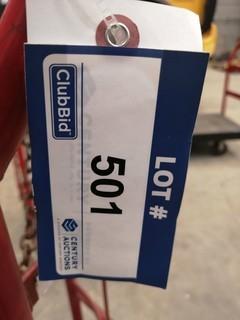 LOT #
501
ClubBid
CENTURY
AUCTIONS